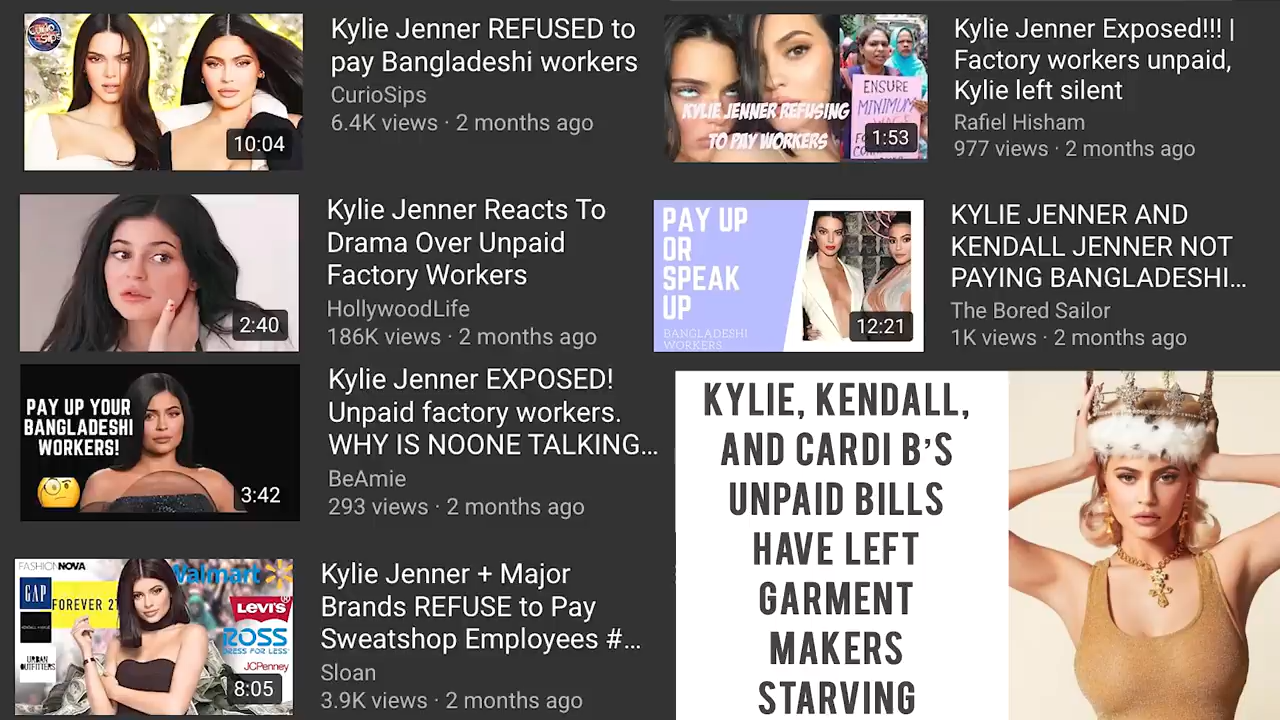 Curio
Sips
10:04
Kylie Jenner REFUSED to
pay Bangladeshi workers
CurioSips
6.4K views · 2 months ago
2:40
Kylie Jenner Reacts To
Drama Over Unpaid
Factory Workers
HollywoodLife
186K views · 2 months ago
PAY UP YOUR
BANGLADESHI
WORKERS!
3:42
Kylie Jenner EXPOSED!
Unpaid factory workers.
WHY IS NOONE TALKING...
BeAmie
293 views · 2 months ago
FASHIONNOVA
Walmart
GAP
FOREVER 21
LEVI'S®
ROSS
DRESS FOR LESS
URBAN
OUTFITTERS
JCPenney
8:05
Kylie Jenner + Major
Brands REFUSE to Pay
Sweatshop Employees #...
Sloan
3.9K views · 2 months ago
KYLIE JENNER REFUSING
TO PAY WORKERS
ENSURE
MINIMUM
1:53
Kylie Jenner Exposed!!! |
Factory workers unpaid,
Kylie left silent
Rafiel Hisham
977 views · 2 months ago
PAY UP
OR
SPEAK
UP
BANGLADESHI
WORKERS
12:21
KYLIE JENNER AND
KENDALL JENNER NOT
PAYING BANGLADESHI...
The Bored Sailor
1K views · 2 months ago
KYLIE, KENDALL,
AND CARDI B'S
UNPAID BILLS
HAVE LEFT
GARMENT
MAKERS
STARVING